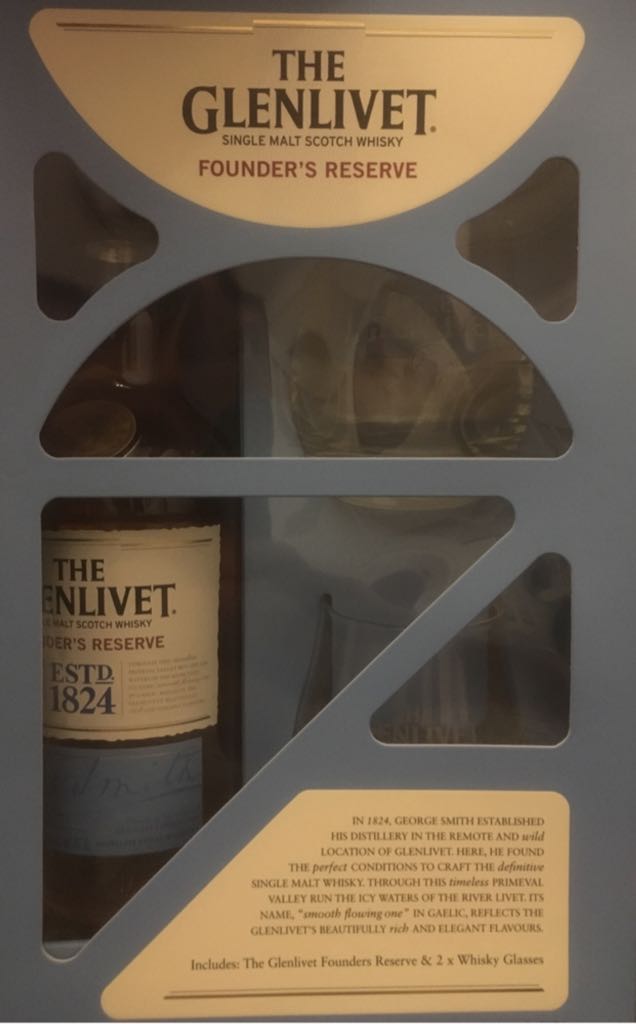 THE
GLENLIVET.
SINGLE MALT SCOTCH WHISKY
FOUNDER'S RESERVE
THE
ENLIVET.
MALT SCOTCH WHISKY
DER'S RESERVE
ESTD.
1824
mith
ENLIVET
IN 1824, GEORGE SMITH ESTABLISHED
HIS DISTILLERY IN THE REMOTE AND wild
LOCATION OF GLENLIVET. HERE, HE FOUND
THE perfect CONDITIONS TO CRAFT THE definitive
SINGLE MALT WHISKY. THROUGH THIS timeless PRIMEVAL
VALLEY RUN THE ICY WATERS OF THE RIVER LIVET. ITS
NAME, "smooth flowing one" IN GAELIC, REFLECTS THE
GLENLIVET'S BEAUTIFULLY rich AND ELEGANT FLAVOURS.
Includes: The Glenlivet Founders Reserve & 2 x Whisky Glasses